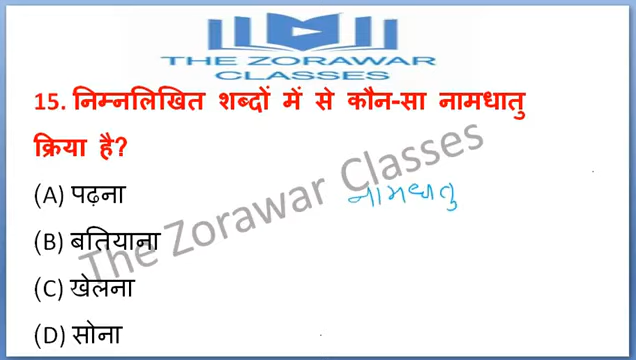 THE ZORAWAR
CLASSES
15. निम्नलिखित शब्दों में से कौन-सा नामधातु
क्रिया है?
(A) पढ़ना
नामधातु
(B) बतियाना
(C) खेलना
(D) सोना
The Zorawar Classes